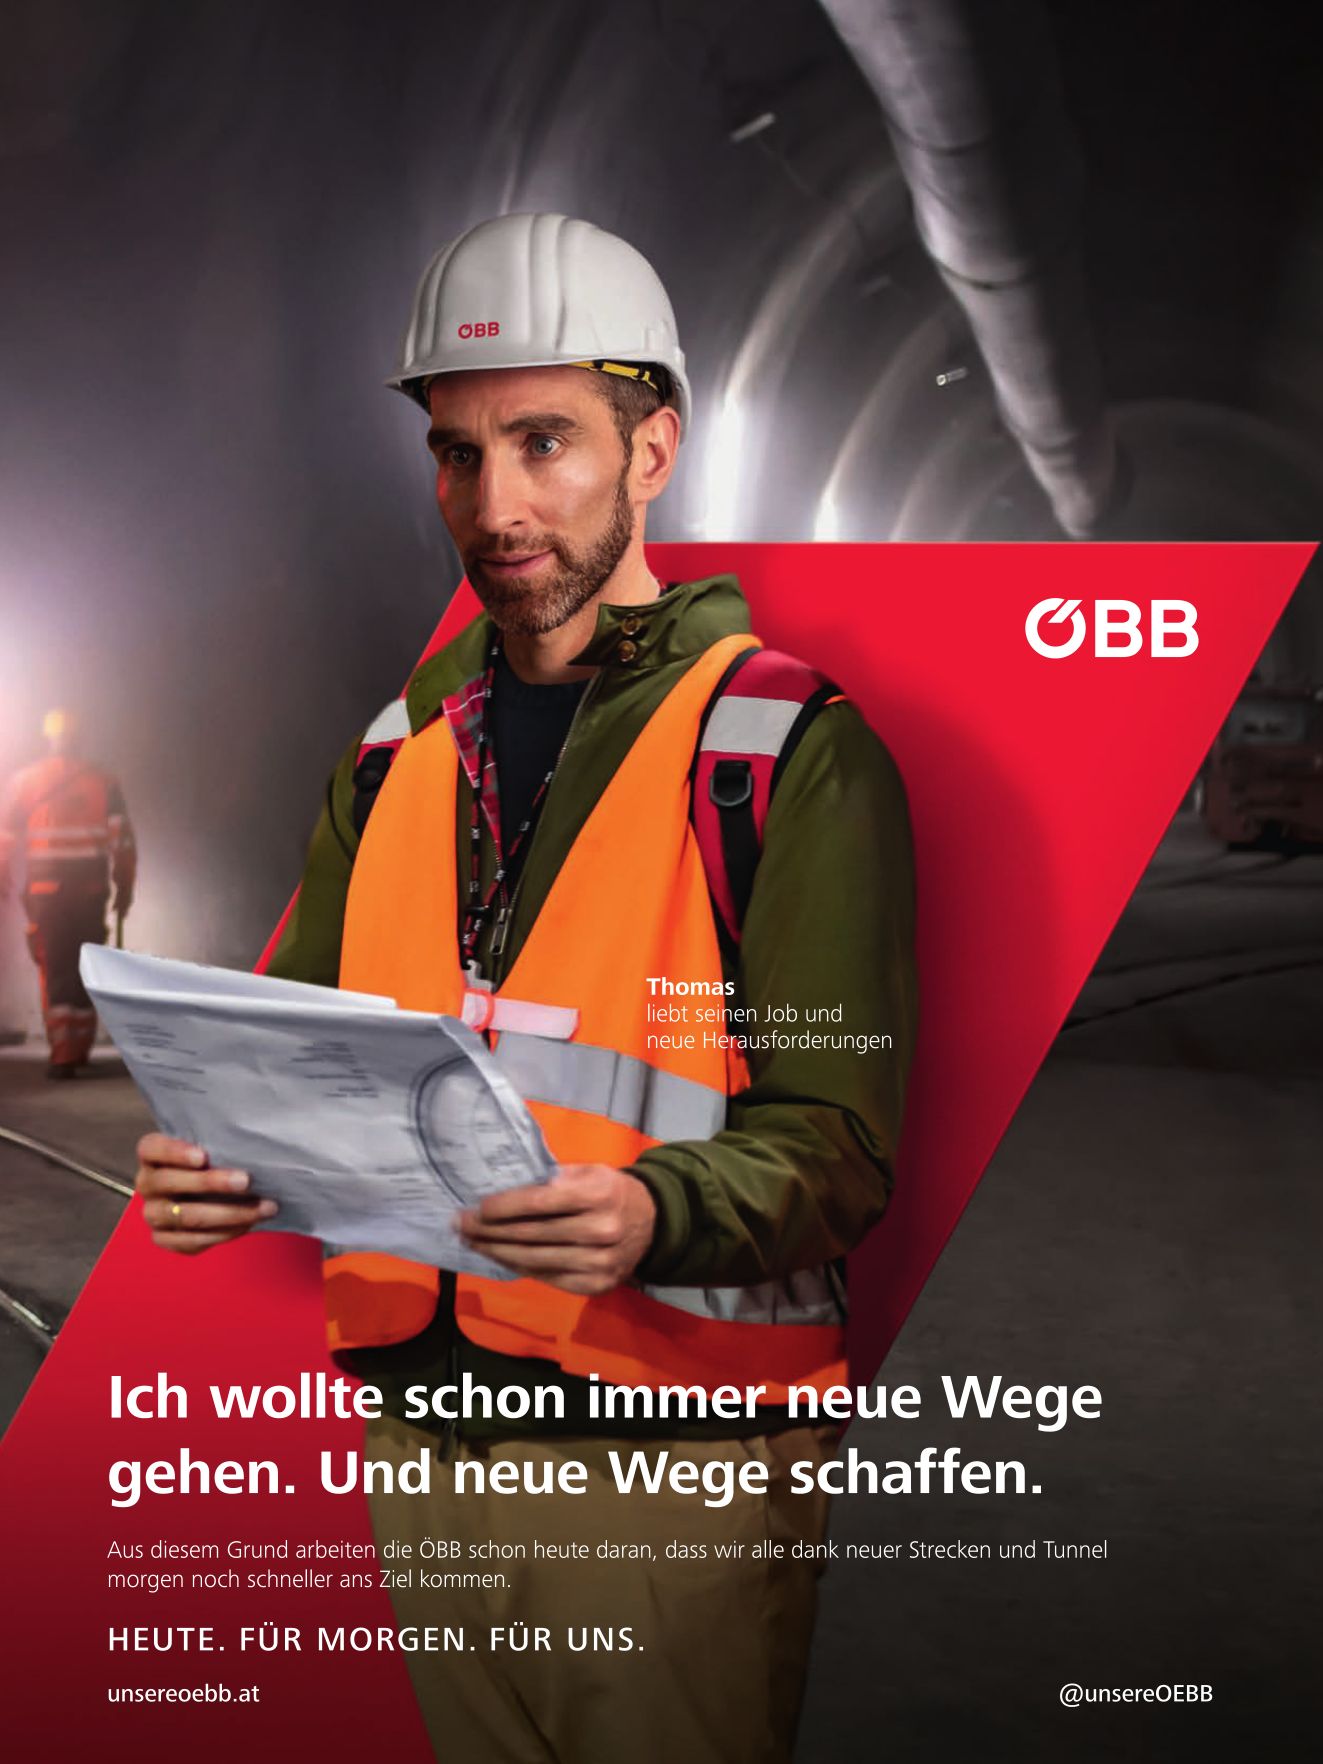 ÖBB
ÖBB
Thomas
liebt seinen Job und
neue Herausforderungen
Ich wollte schon immer neue Wege
gehen. Und neue Wege schaffen.
Aus diesem Grund arbeiten die ÖBB schon heute daran, dass wir alle dank neuer Strecken und Tunnel
morgen noch schneller ans Ziel kommen.
HEUTE. FÜR MORGEN. FÜR UNS.
unsereoebb.at
@unsereOEBB